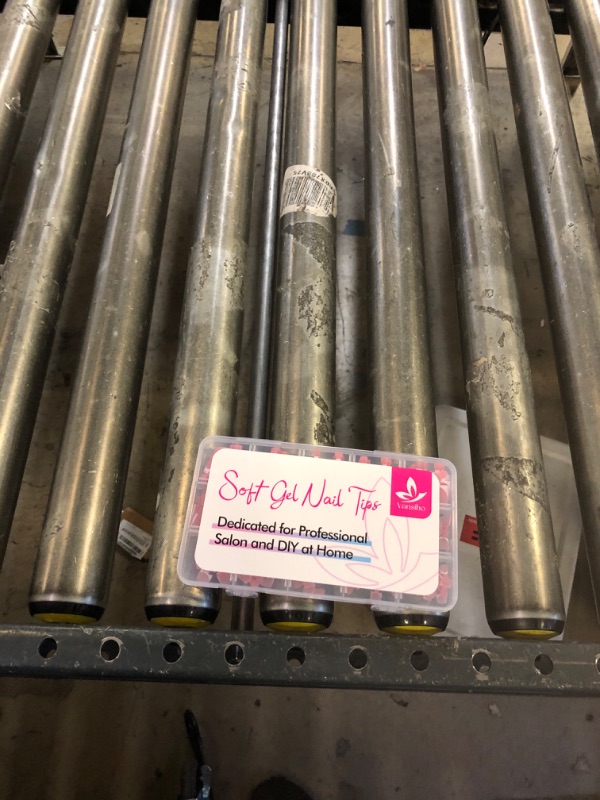 Soft Gel Nail Tips
Dedicated for Professional
Salon and DIY at Home